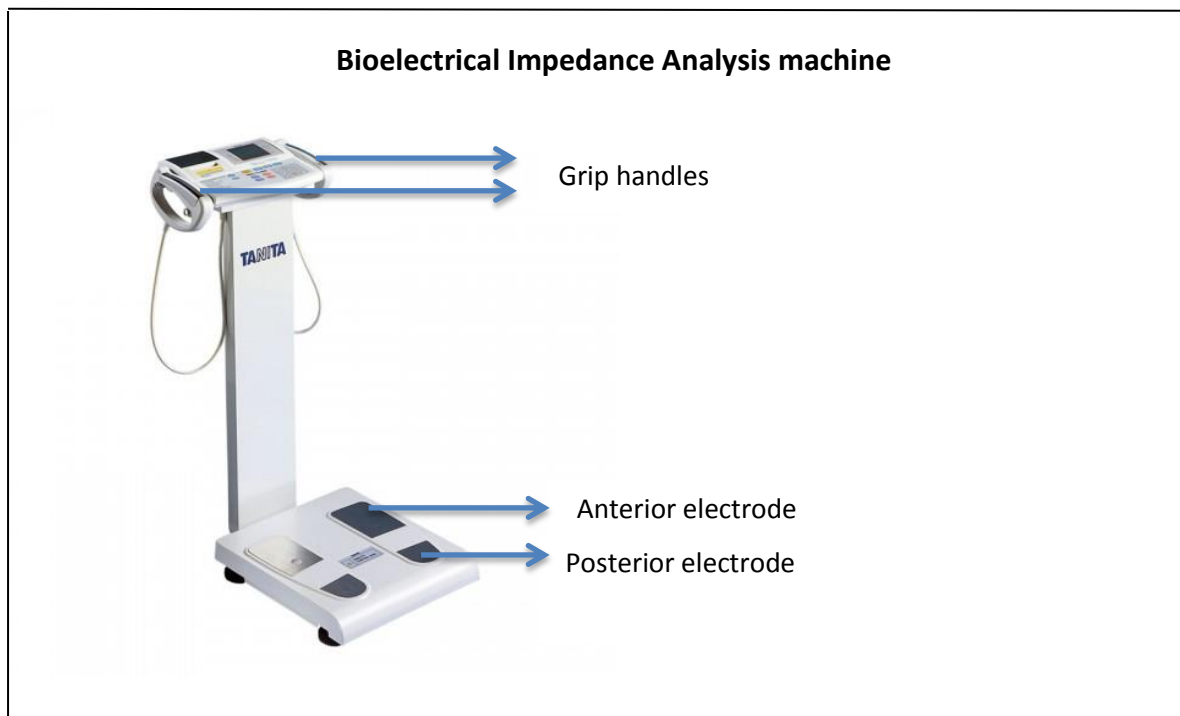 Bioelectrical Impedance Analysis machine
Grip handles
TANITA
Anterior electrode
Posterior electrode